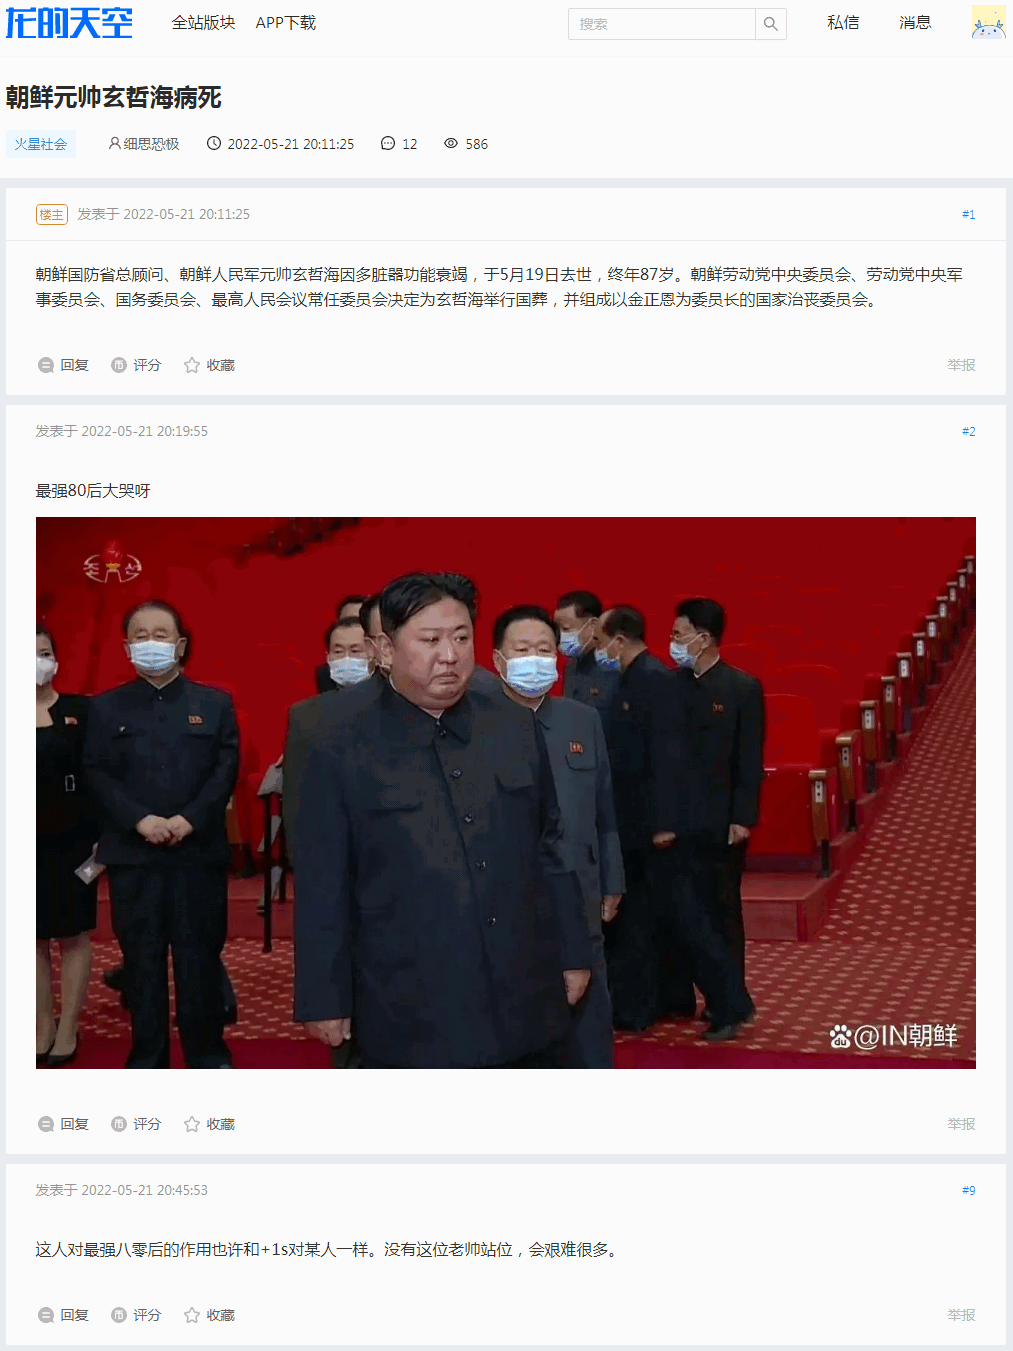 龙的天空 全站版块 APP下载 搜索 私信 消息
朝鲜元帅玄哲海病死
火星社会 细思恐极 2022-05-21 20:11:25 12 586
楼主 发表于 2022-05-21 20:11:25 #1
朝鲜国防省总顾问、朝鲜人民军元帅玄哲海因多脏器功能衰竭，于5月19日去世，终年87岁。朝鲜劳动党中央委员会、劳动党中央军
事委员会、国务委员会、最高人民会议常任委员会决定为玄哲海举行国葬，并组成以金正恩为委员长的国家治丧委员会。
回复 评分 收藏 举报
发表于 2022-05-21 20:19:55 #2
最强80后大哭呀
조선
@IN朝鲜
回复 评分 收藏 举报
发表于 2022-05-21 20:45:53 #9
这人对最强八零后的作用也许和+1s对某人一样。没有这位老帅站位，会艰难很多。
回复 评分 收藏 举报